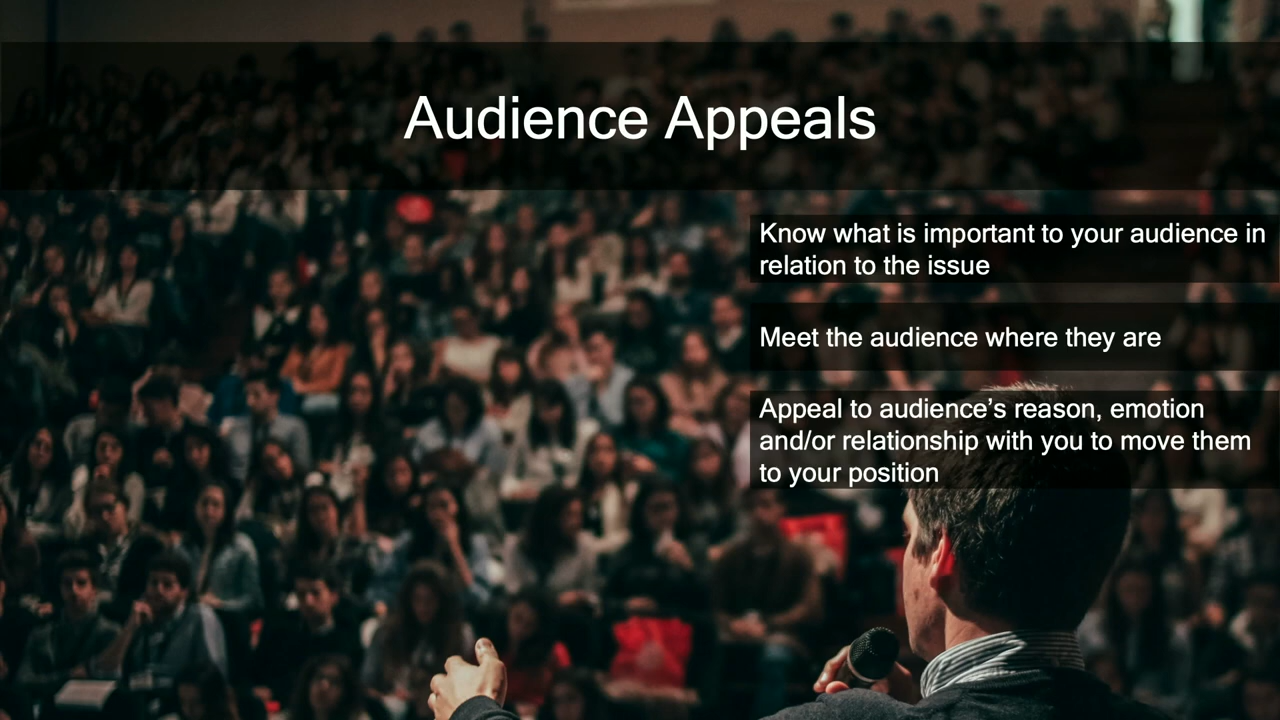 Audience Appeals
Know what is important to your audience in
relation to the issue
Meet the audience where they are
Appeal to audience’s reason, emotion
and/or relationship with you to move them
to your position